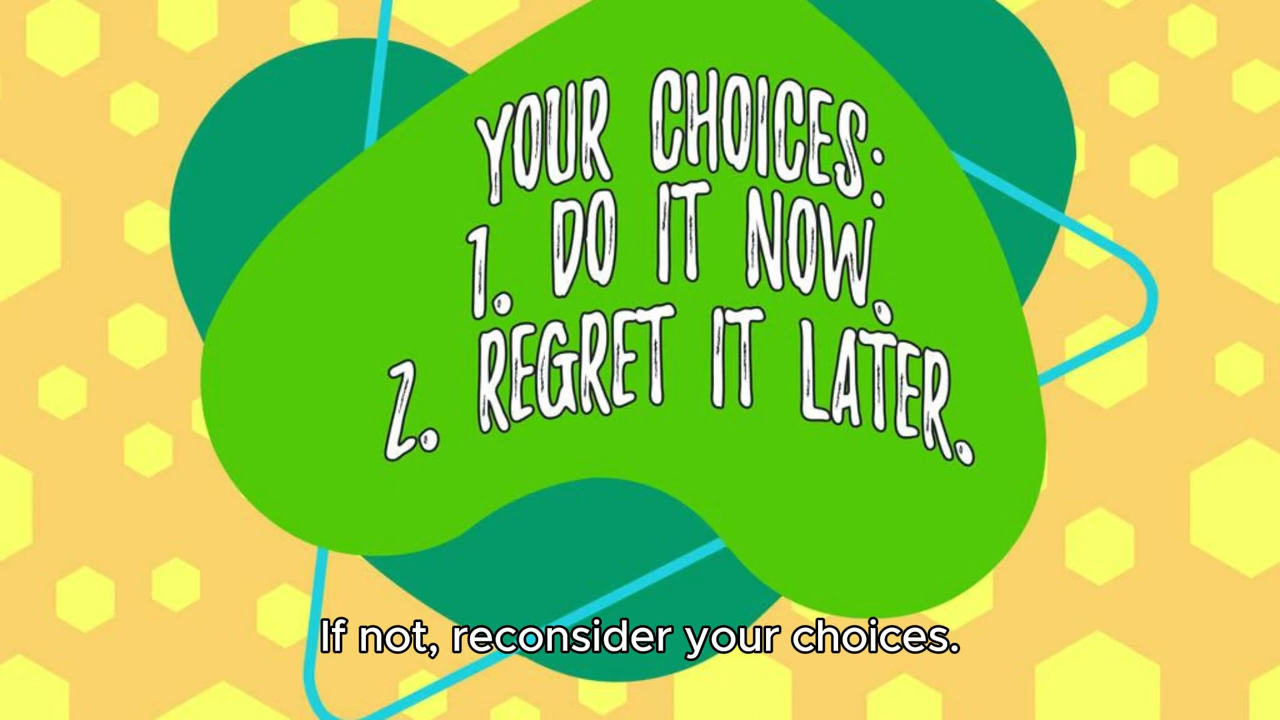 YOUR CHOICES:
1. DO IT NOW.
2. REGRET IT LATER.
If not, reconsider your choices.